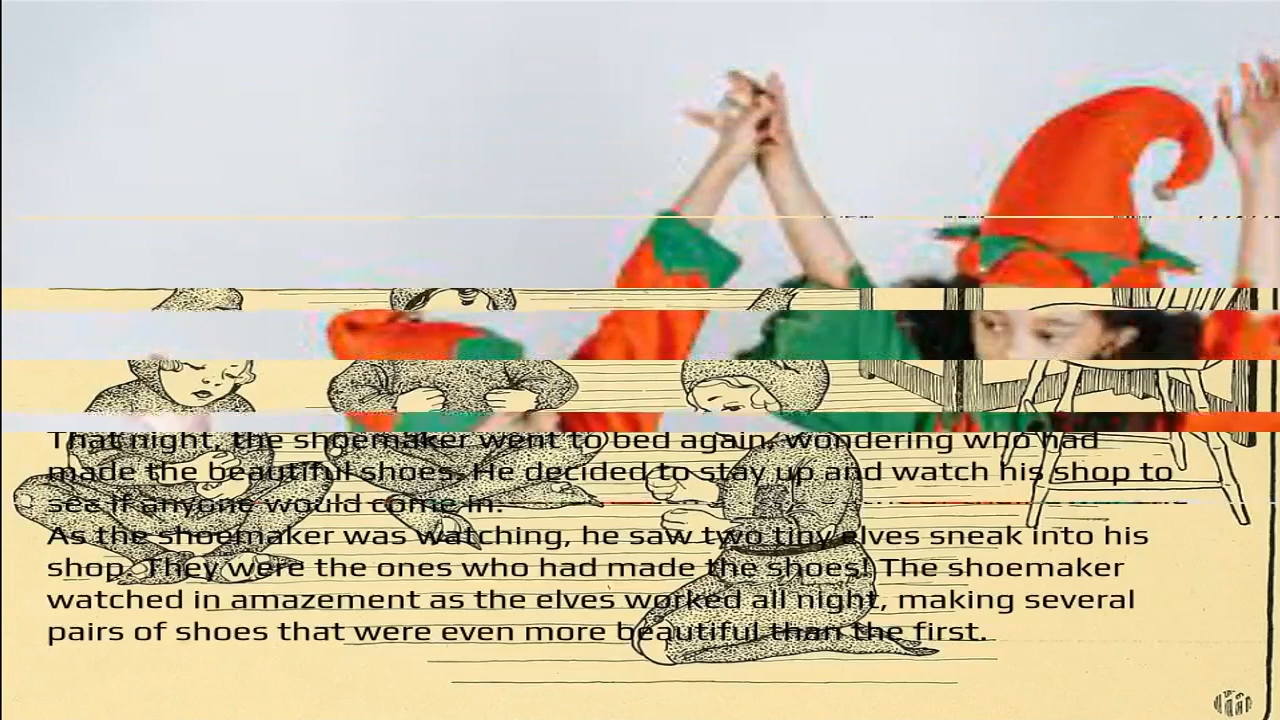 That night, the shoemaker went to bed again, wondering who had
made the beautiful shoes. He decided to stay up and watch his shop to
see if anyone would come in.
As the shoemaker was watching, he saw two tiny elves sneak into his
shop. They were the ones who had made the shoes! The shoemaker
watched in amazement as the elves worked all night, making several
pairs of shoes that were even more beautiful than the first.